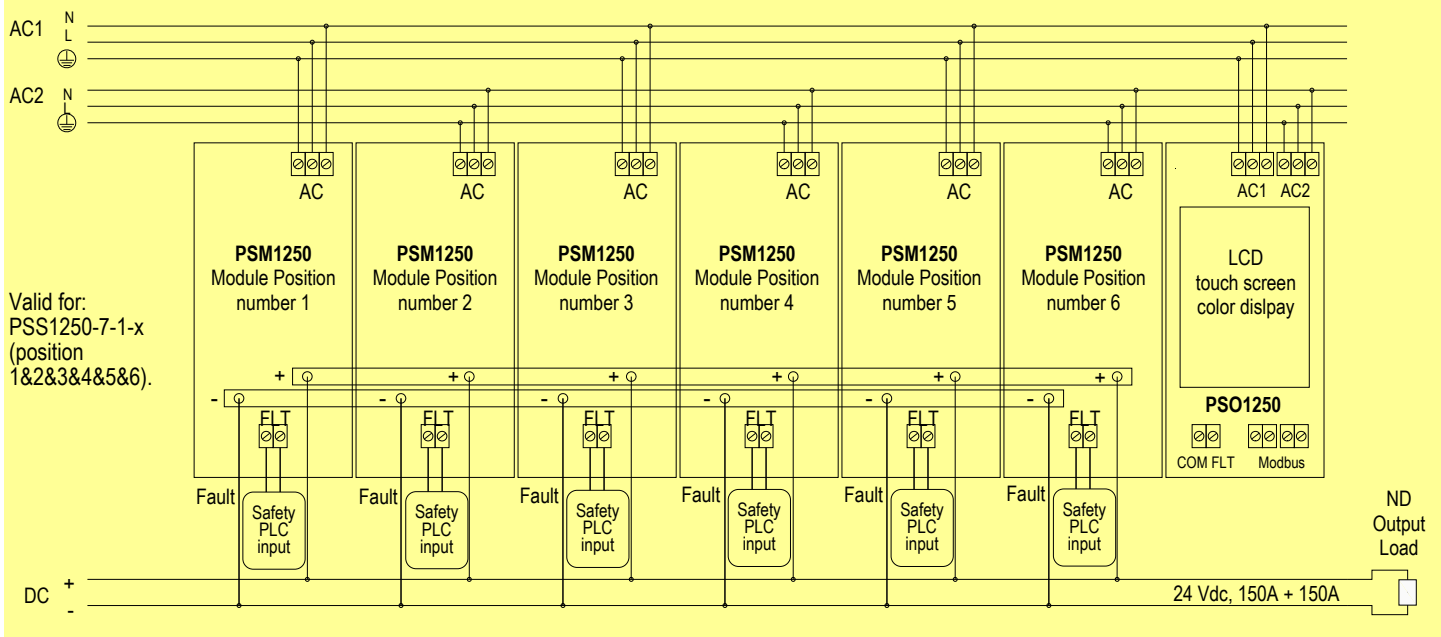 AC1
N
L
AC2
N
L
AC
AC
AC
AC
AC
AC
AC1 AC2
PSM1250
Module Position
number 1
PSM1250
Module Position
number 2
PSM1250
Module Position
number 3
PSM1250
Module Position
number 4
PSM1250
Module Position
number 5
PSM1250
Module Position
number 6
LCD
touch screen
color dislpay
Valid for:
PSS1250-7-1-x
(position
1&2&3&4&5&6).
+ + + + + +
- - - - - -
FLT
FLT
FLT
FLT
FLT
FLT
PSO1250
COM FLT Modbus
Fault
Safety
PLC
input
Fault
Safety
PLC
input
Fault
Safety
PLC
input
Fault
Safety
PLC
input
Fault
Safety
PLC
input
Fault
Safety
PLC
input
ND
Output
Load
DC
+
-
24 Vdc, 150A + 150A